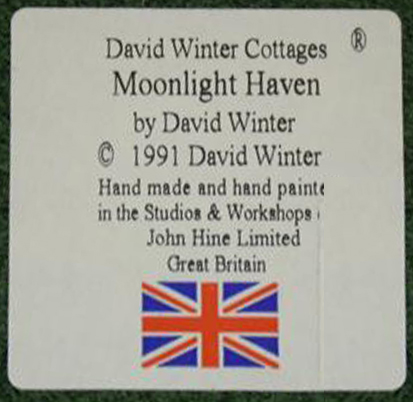 David Winter Cottages ®
Moonlight Haven
by David Winter
© 1991 David Winter
Hand made and hand painte
in the Studios & Workshops
John Hine Limited
Great Britain